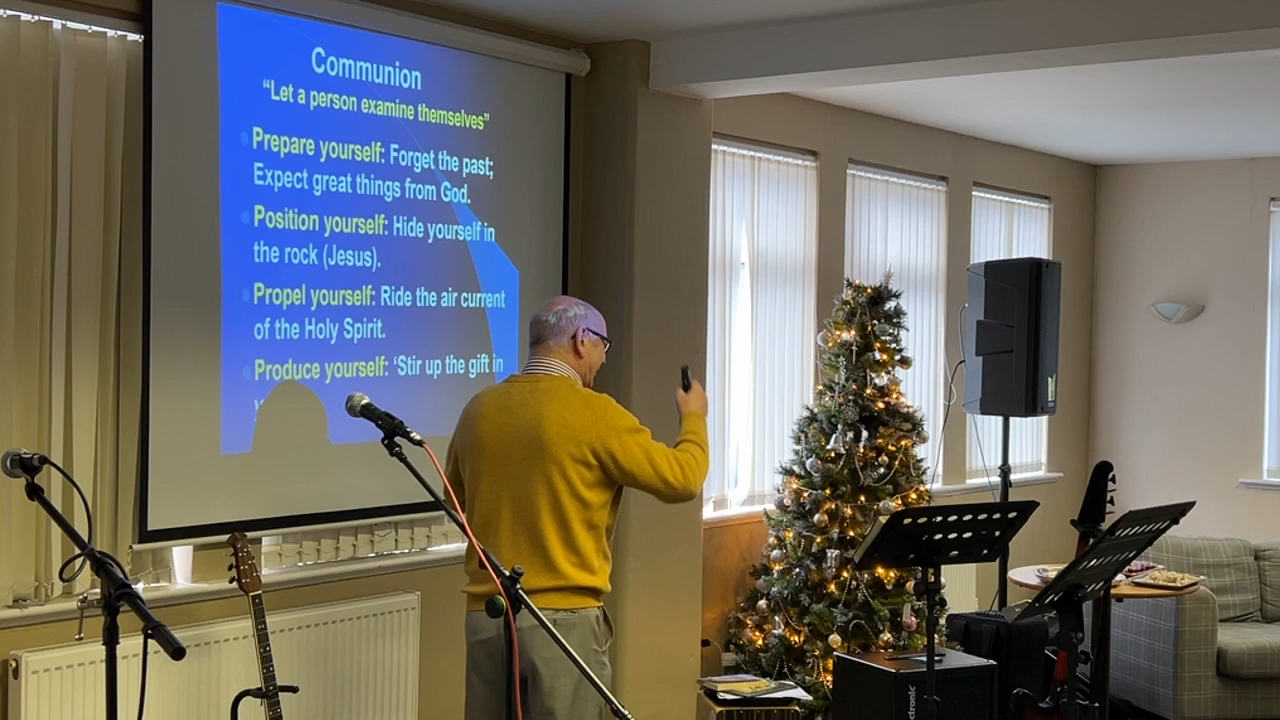 Communion
“Let a person examine themselves”
Prepare yourself: Forget the past;
Expect great things from God.
Position yourself: Hide yourself in
the rock (Jesus).
Propel yourself: Ride the air current
of the Holy Spirit.
Produce yourself: ‘Stir up the gift in